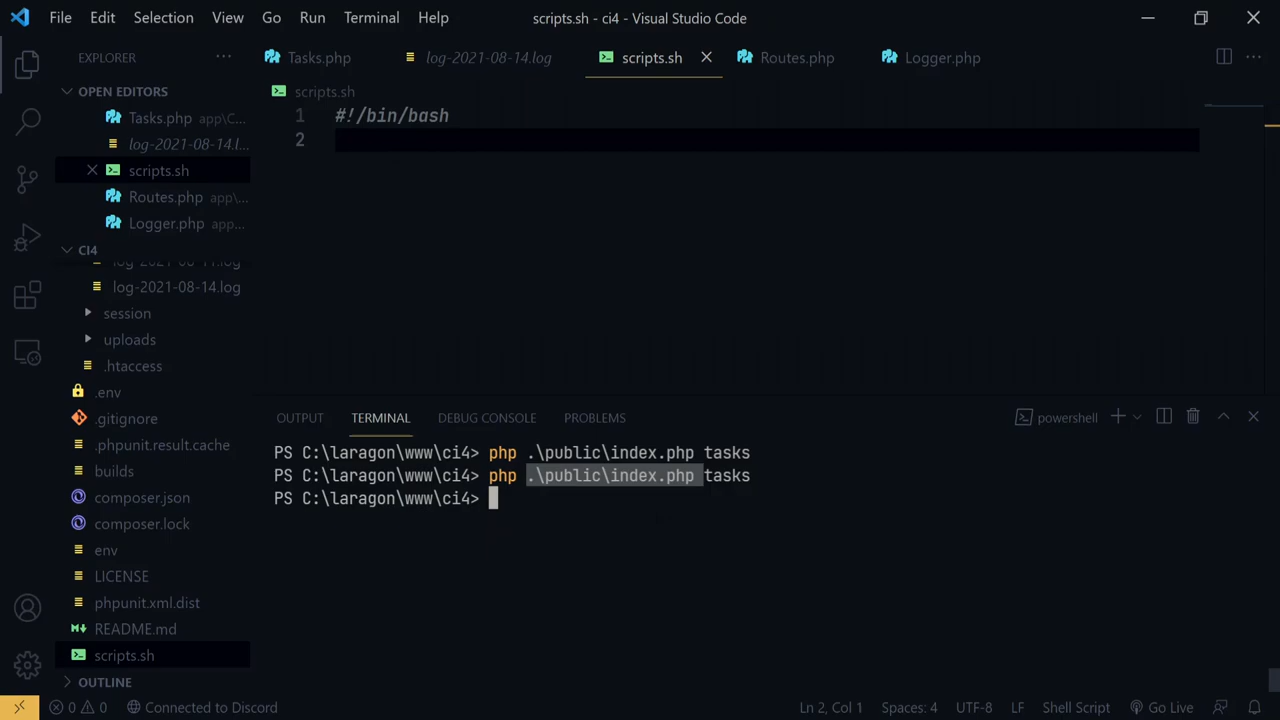 File Edit Selection View Go Run Terminal Help
scripts.sh - ci4 - Visual Studio Code
EXPLORER ···
Tasks.php
log-2021-08-14.log
scripts.sh
Routes.php
Logger.php
OPEN EDITORS
Tasks.php app\C...
log-2021-08-14.l...
scripts.sh
Routes.php app\...
Logger.php app...
CI4
log-2021-08-14.log
session
uploads
.htaccess
.env
.gitignore
.phpunit.result.cache
builds
composer.json
composer.lock
env
LICENSE
phpunit.xml.dist
README.md
scripts.sh
OUTLINE
scripts.sh
1 #!/bin/bash
2
OUTPUT TERMINAL DEBUG CONSOLE PROBLEMS
powershell
PS C:\laragon\www\ci4> php .\public\index.php tasks
PS C:\laragon\www\ci4> php .\public\index.php tasks
PS C:\laragon\www\ci4>
0 0 Connected to Discord
Ln 2, Col 1 Spaces: 4 UTF-8 LF Shell Script Go Live